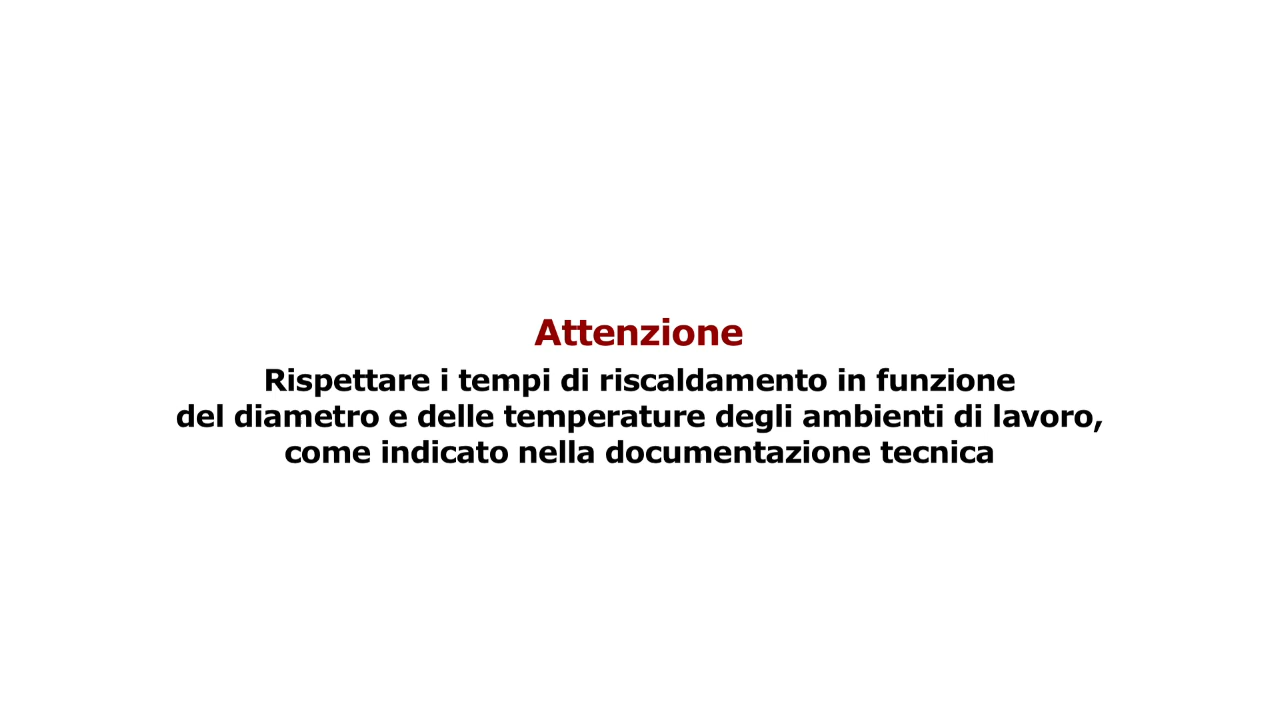 Attenzione
Rispettare i tempi di riscaldamento in funzione
del diametro e delle temperature degli ambienti di lavoro,
come indicato nella documentazione tecnica